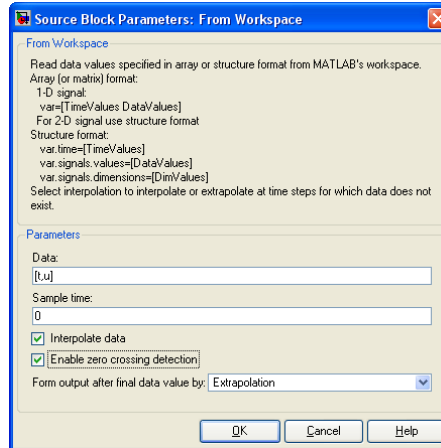 Source Block Parameters: From Workspace
From Workspace
Read data values specified in array or structure format from MATLAB's workspace.
Array (or matrix) format:
1-D signal:
var=[TimeValues DataValues]
For 2-D signal use structure format
Structure format:
var.time=[TimeValues]
var.signals.values=[DataValues]
var.signals.dimensions=[DimValues]
Select interpolation to interpolate or extrapolate at time steps for which data does not
exist.
Parameters
Data:
[t,u]
Sample time:
0
Interpolate data
Enable zero crossing detection
Form output after final data value by: Extrapolation
OK Cancel Help